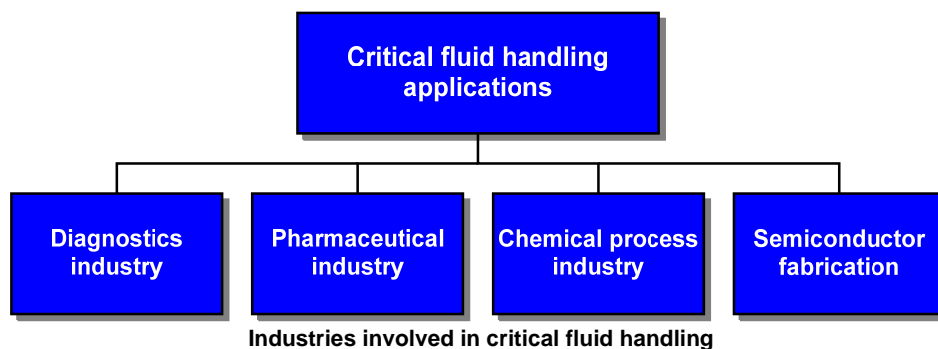 Critical fluid handling
applications
Diagnostics
industry
Pharmaceutical
industry
Chemical process
industry
Semiconductor
fabrication
Industries involved in critical fluid handling